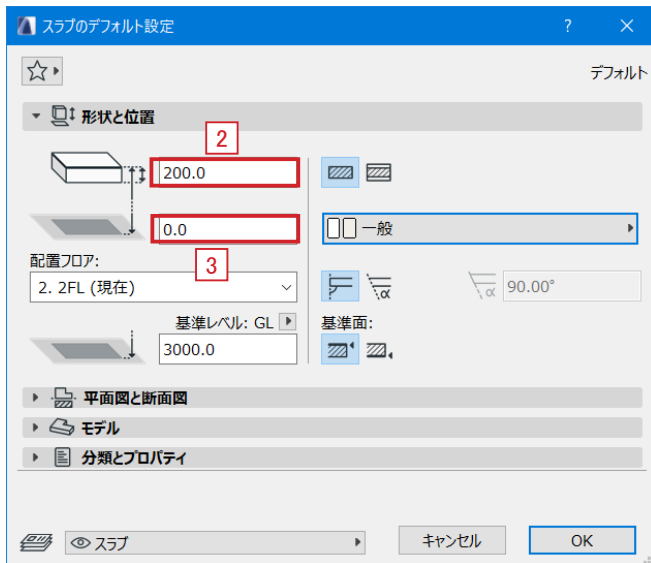 スラブのデフォルト設定
? ×
デフォルト
形状と位置
2
200.0
0.0
一般
3
配置フロア:
2. 2FL (現在)
α
α 90.00°
基準レベル: GL
基準面:
3000.0
平面図と断面図
モデル
分類とプロパティ
スラブ
キャンセル
OK